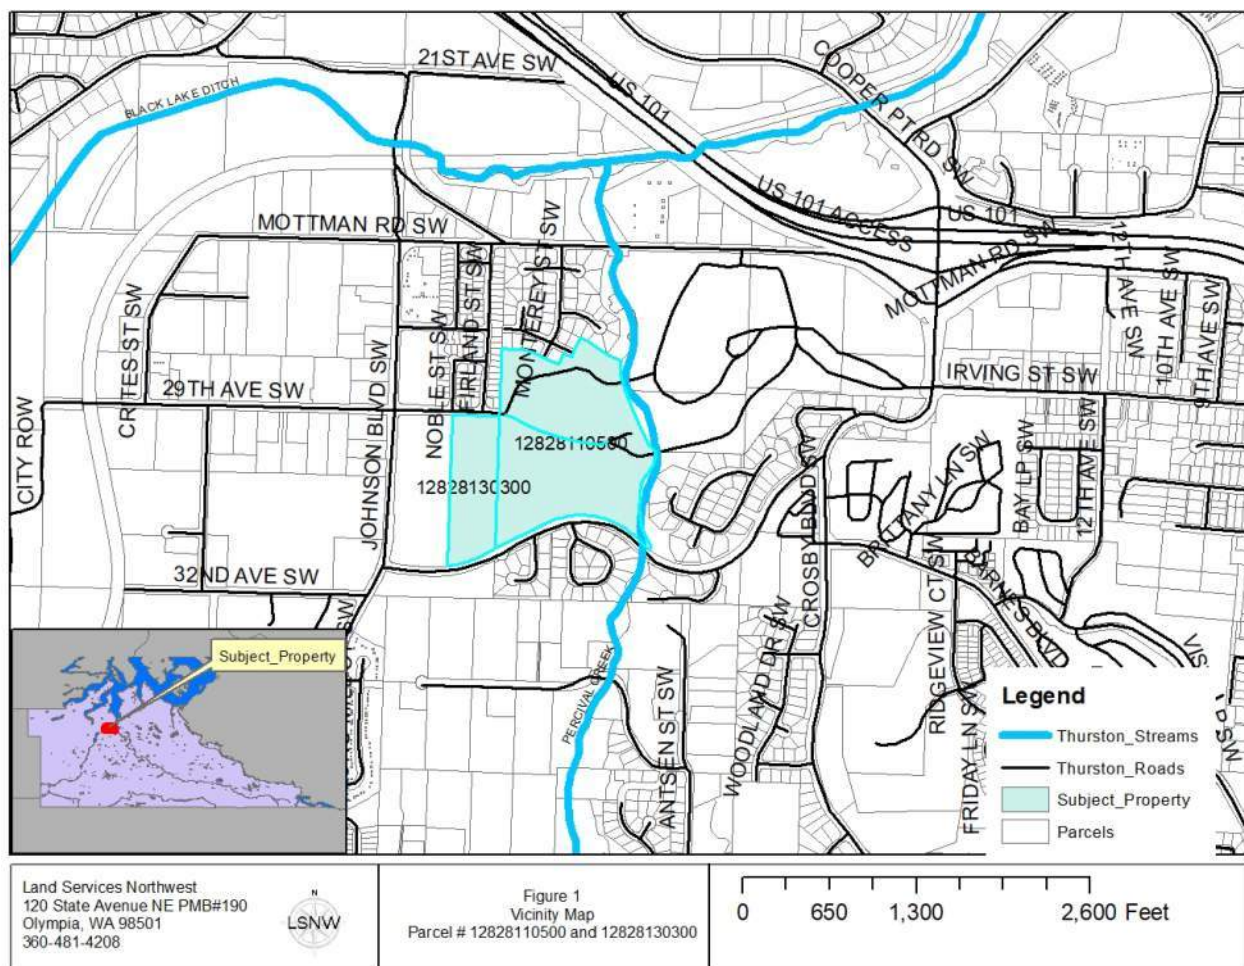 21ST AVE SW
COOPER PT RD SW
BLACK LAKE DITCH
US 101
US 101 ACCESS
US 101
MOTTMAN RD SW
MOTTMAN RD SW
12TH AVE SW
10TH AVE SW
9TH AVE SW
CRITES ST SW
JOHNSON BLVD SW
NOBLE ST SW
FIRLAND ST SW
MONTEREY ST SW
29TH AVE SW
IRVING ST SW
CITY ROW
12828110500
12828130300
CROSBY BLVD SW
BRITTANY LN SW
BAY LP SW
12TH AVE SW
32ND AVE SW
RIDGEVIEW CT SW
BARNES BLVD
PERCIVAL CREEK
ANTSEN ST SW
WOODLAND DR SW
FRIDAY LN SW
VIS
SW
Subject_Property
Legend
Thurston_Streams
Thurston_Roads
Subject_Property
Parcels
Land Services Northwest
120 State Avenue NE PMB#190
Olympia, WA 98501
360-481-4208
N
LSNW
Figure 1
Vicinity Map
Parcel # 12828110500 and 12828130300
0 650 1,300 2,600 Feet